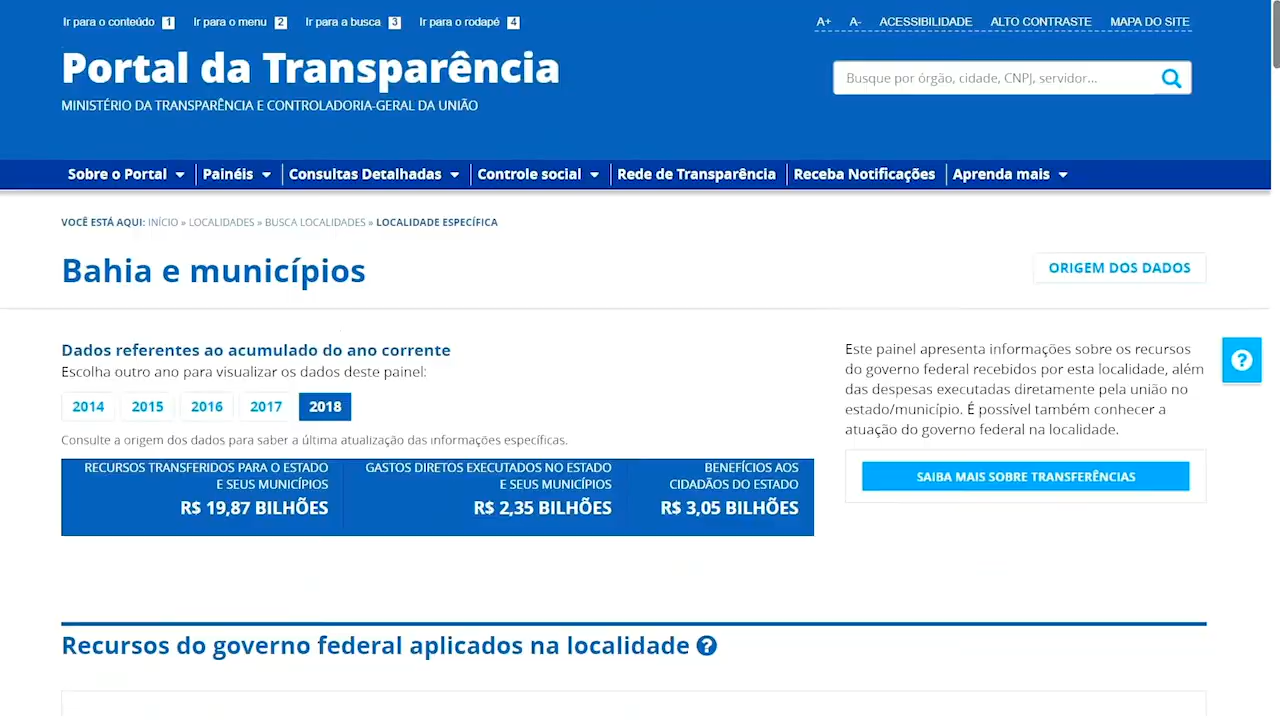 Ir para o conteúdo 1 Ir para o menu 2 Ir para a busca 3 Ir para o rodapé 4
A+ A- ACESSIBILIDADE ALTO CONTRASTE MAPA DO SITE
Portal da Transparência
Busque por órgão, cidade, CNPJ, servidor...
MINISTÉRIO DA TRANSPARÊNCIA E CONTROLADORIA-GERAL DA UNIÃO
Sobre o Portal Painéis Consultas Detalhadas Controle social Rede de Transparência Receba Notificações Aprenda mais
VOCÊ ESTÁ AQUI: INÍCIO » LOCALIDADES » BUSCA LOCALIDADES » LOCALIDADE ESPECÍFICA
Bahia e municípios
ORIGEM DOS DADOS
Dados referentes ao acumulado do ano corrente
Escolha outro ano para visualizar os dados deste painel:
2014 2015 2016 2017 2018
Consulte a origem dos dados para saber a última atualização das informações específicas.
RECURSOS TRANSFERIDOS PARA O ESTADO
E SEUS MUNICÍPIOS
R$ 19,87 BILHÕES
GASTOS DIRETOS EXECUTADOS NO ESTADO
E SEUS MUNICÍPIOS
R$ 2,35 BILHÕES
BENEFÍCIOS AOS
CIDADÃOS DO ESTADO
R$ 3,05 BILHÕES
Este painel apresenta informações sobre os recursos
do governo federal recebidos por esta localidade, além
das despesas executadas diretamente pela união no
estado/município. É possível também conhecer a
atuação do governo federal na localidade.
SAIBA MAIS SOBRE TRANSFERÊNCIAS
?
Recursos do governo federal aplicados na localidade ?